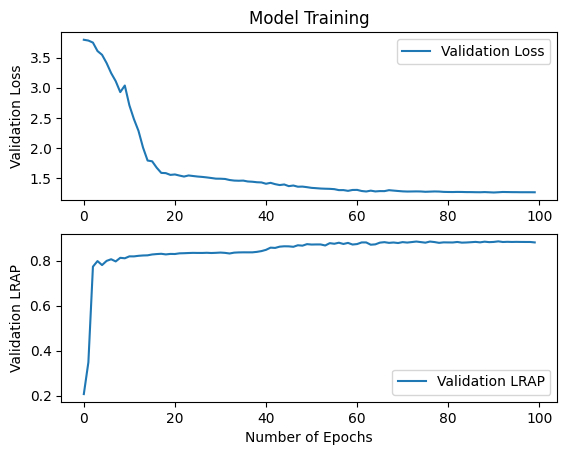 Model Training
Validation Loss
Validation Loss
3.5
3.0
2.5
2.0
1.5
0 20 40 60 80 100
Validation LRAP
Validation LRAP
0.8
0.6
0.4
0.2
0 20 40 60 80 100
Number of Epochs